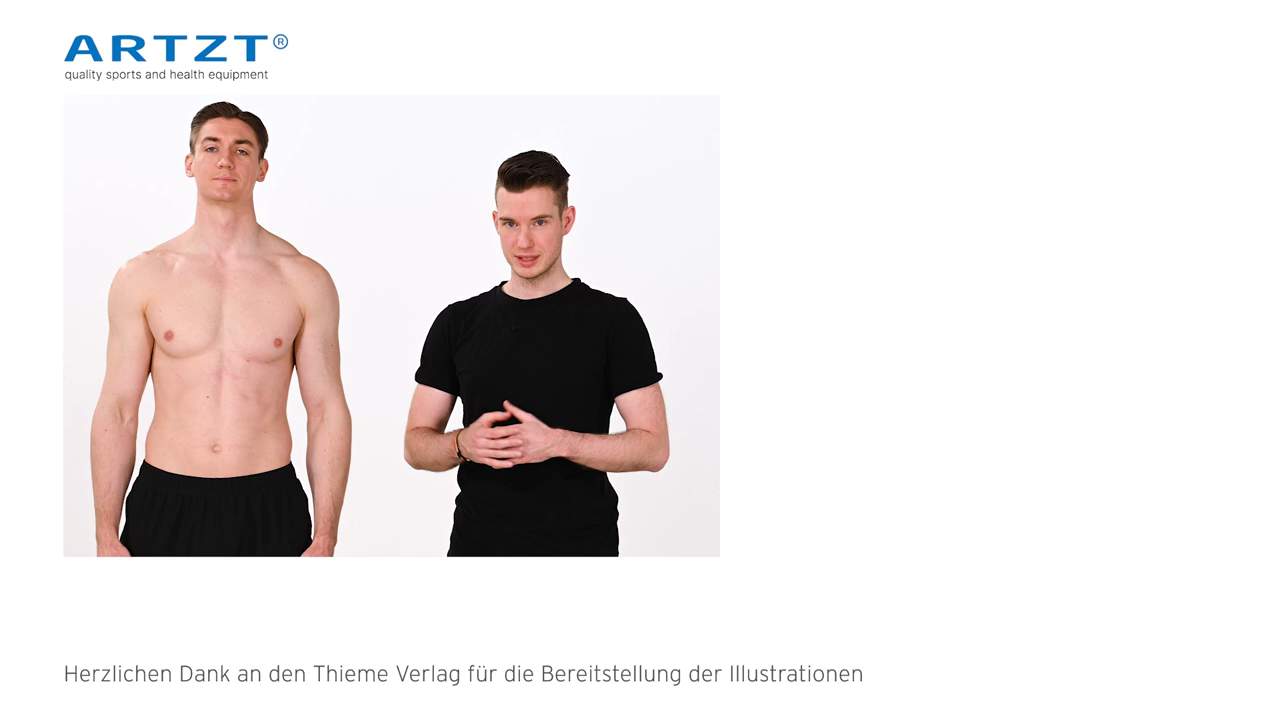 ARTZT®
quality sports and health equipment
Herzlichen Dank an den Thieme Verlag für die Bereitstellung der Illustrationen